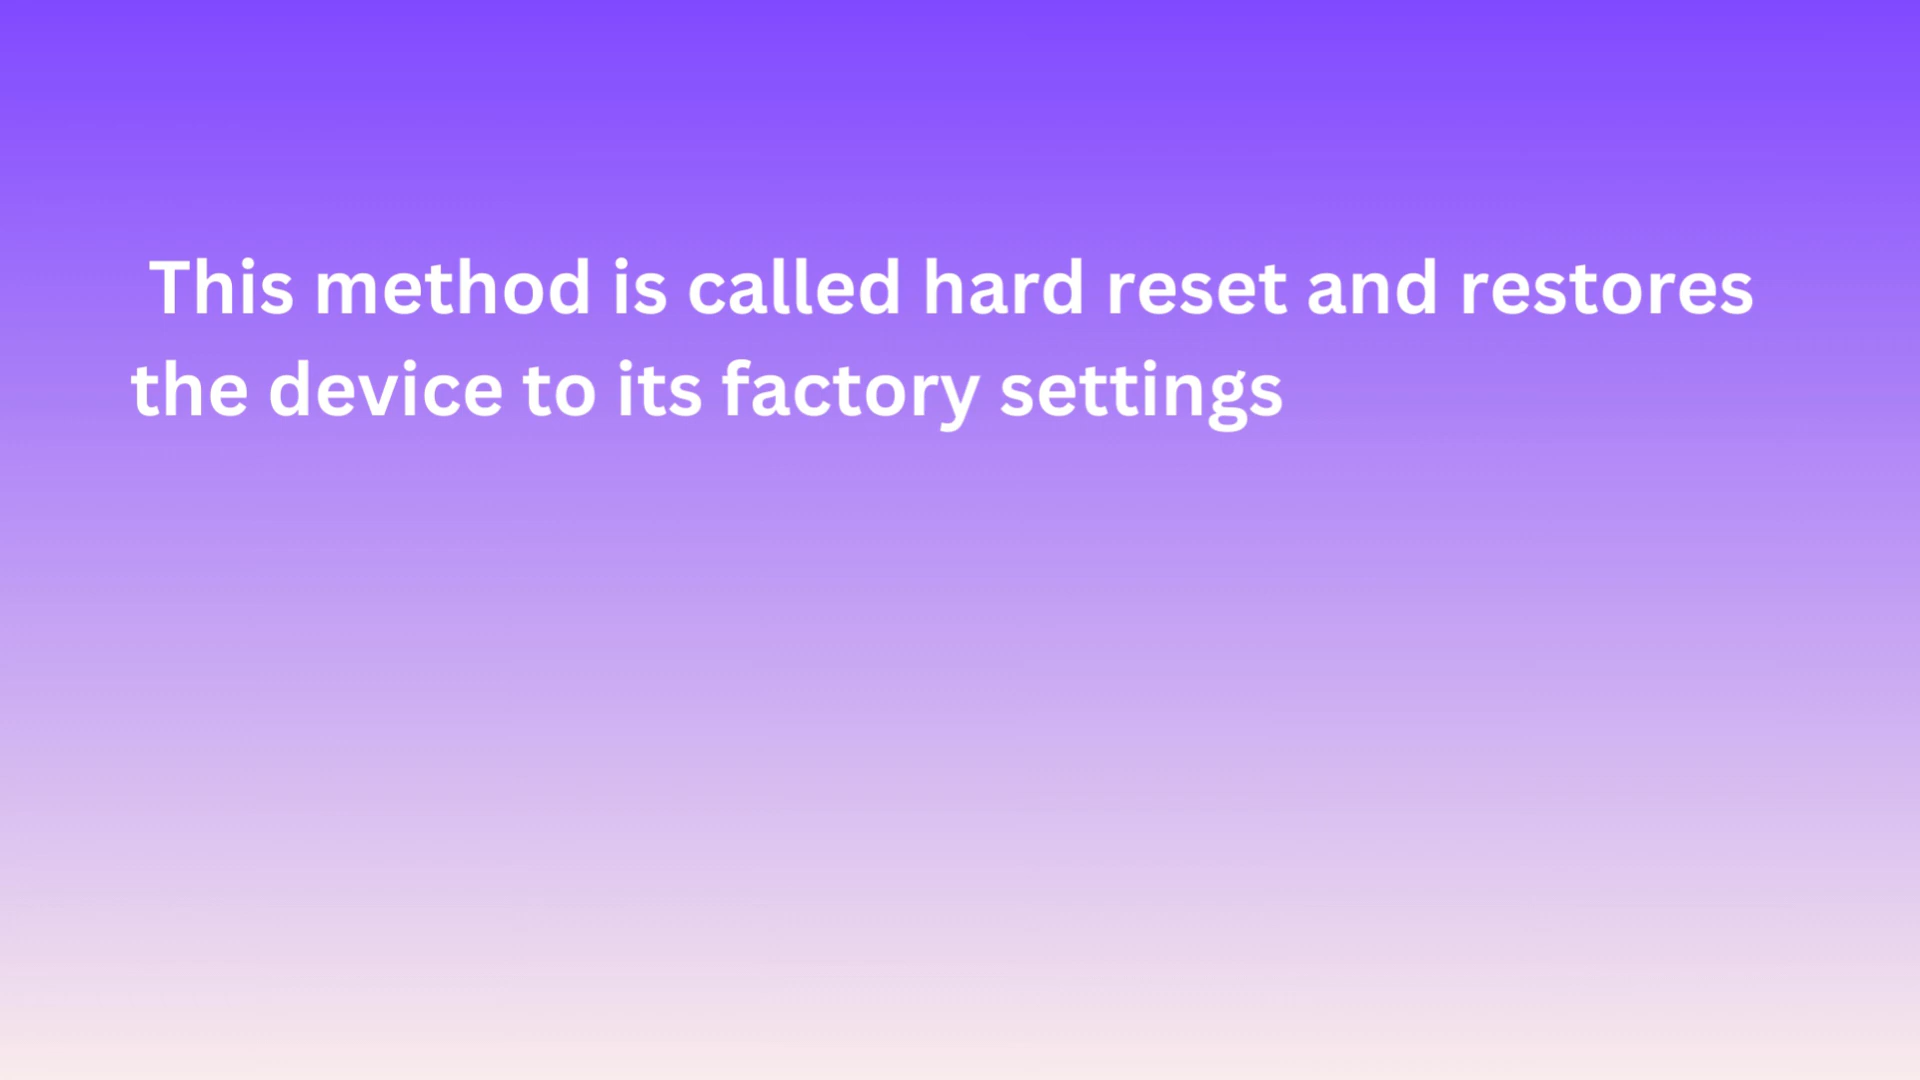 This method is called hard reset and restores
the device to its factory settings